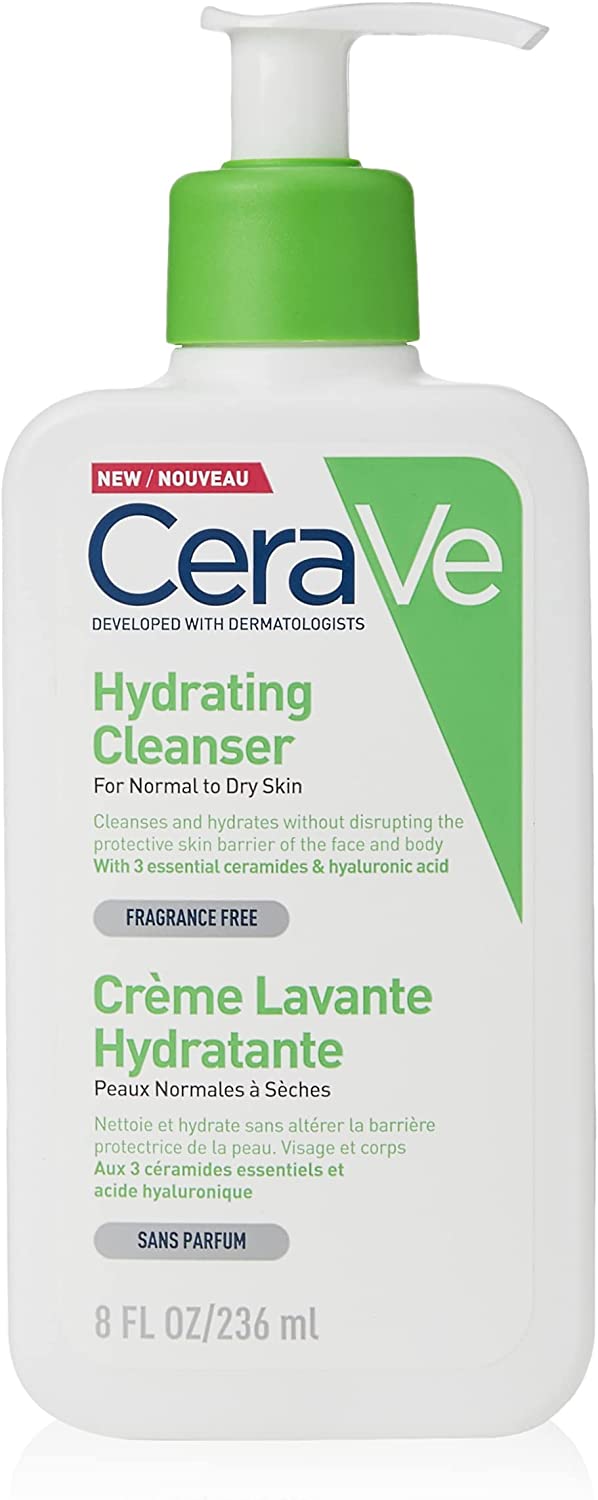 NEW / NOUVEAU
CeraVe
DEVELOPED WITH DERMATOLOGISTS
Hydrating
Cleanser
For Normal to Dry Skin
Cleanses and hydrates without disrupting the
protective skin barrier of the face and body
With 3 essential ceramides & hyaluronic acid
FRAGRANCE FREE
Crème Lavante
Hydratante
Peaux Normales à Sèches
Nettoie et hydrate sans altérer la barrière
protectrice de la peau. Visage et corps
Aux 3 céramides essentiels et
acide hyaluronique
SANS PARFUM
8 FL OZ/236 ml